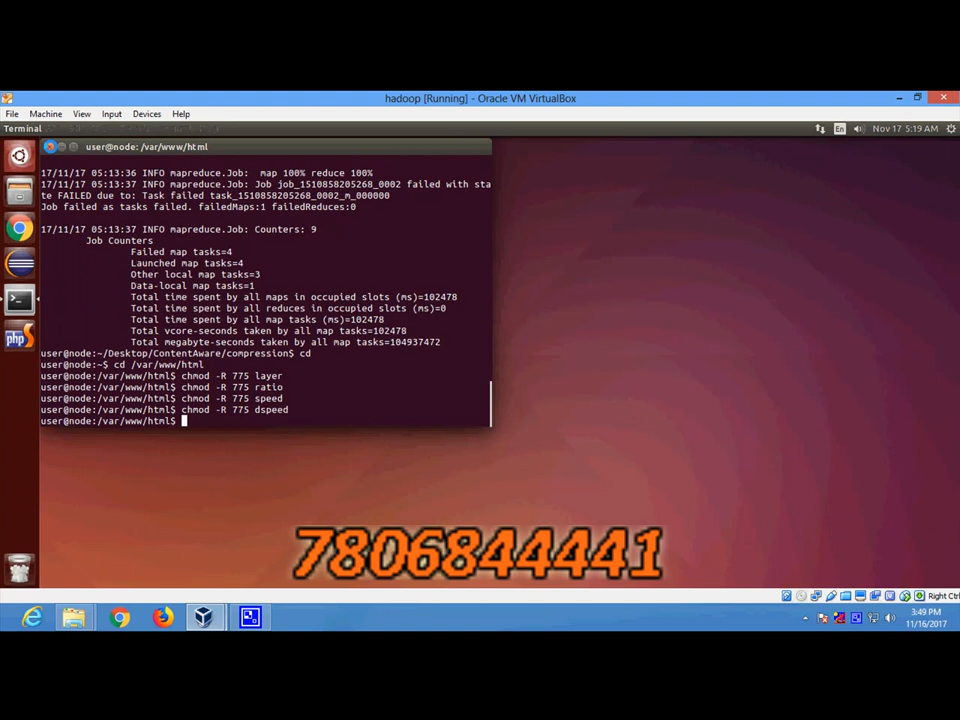 hadoop [Running] - Oracle VM VirtualBox
File Machine View Input Devices Help
Terminal
En
Nov 17 5:19 AM
user@node: /var/www/html
17/11/17 05:13:36 INFO mapreduce.Job:  map 100% reduce 100%
17/11/17 05:13:37 INFO mapreduce.Job: Job job_1510858205268_0002 failed with sta
te FAILED due to: Task failed task_1510858205268_0002_m_000000
Job failed as tasks failed. failedMaps:1 failedReduces:0
17/11/17 05:13:37 INFO mapreduce.Job: Counters: 9
Job Counters
Failed map tasks=4
Launched map tasks=4
Other local map tasks=3
Data-local map tasks=1
Total time spent by all maps in occupied slots (ms)=102478
Total time spent by all reduces in occupied slots (ms)=0
Total time spent by all map tasks (ms)=102478
Total vcore-seconds taken by all map tasks=102478
Total megabyte-seconds taken by all map tasks=104937472
user@node:~/Desktop/ContentAware/compression$ cd
user@node:~$ cd /var/www/html
user@node:/var/www/html$ chmod -R 775 layer
user@node:/var/www/html$ chmod -R 775 ratio
user@node:/var/www/html$ chmod -R 775 speed
user@node:/var/www/html$ chmod -R 775 dspeed
user@node:/var/www/html$
php
7806844441
Right Ctrl
3:49 PM
11/16/2017